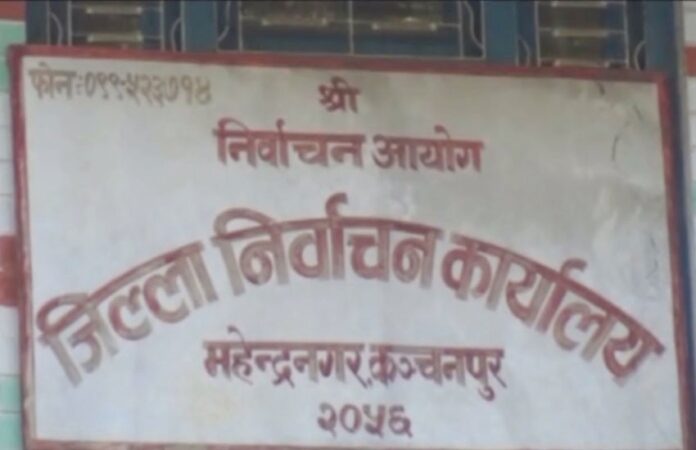 फोन:०९९-५२३७१४
श्री
निर्वाचन आयोग
जिल्ला निर्वाचन कार्यालय
महेन्द्रनगर,कञ्चनपुर
२०५६